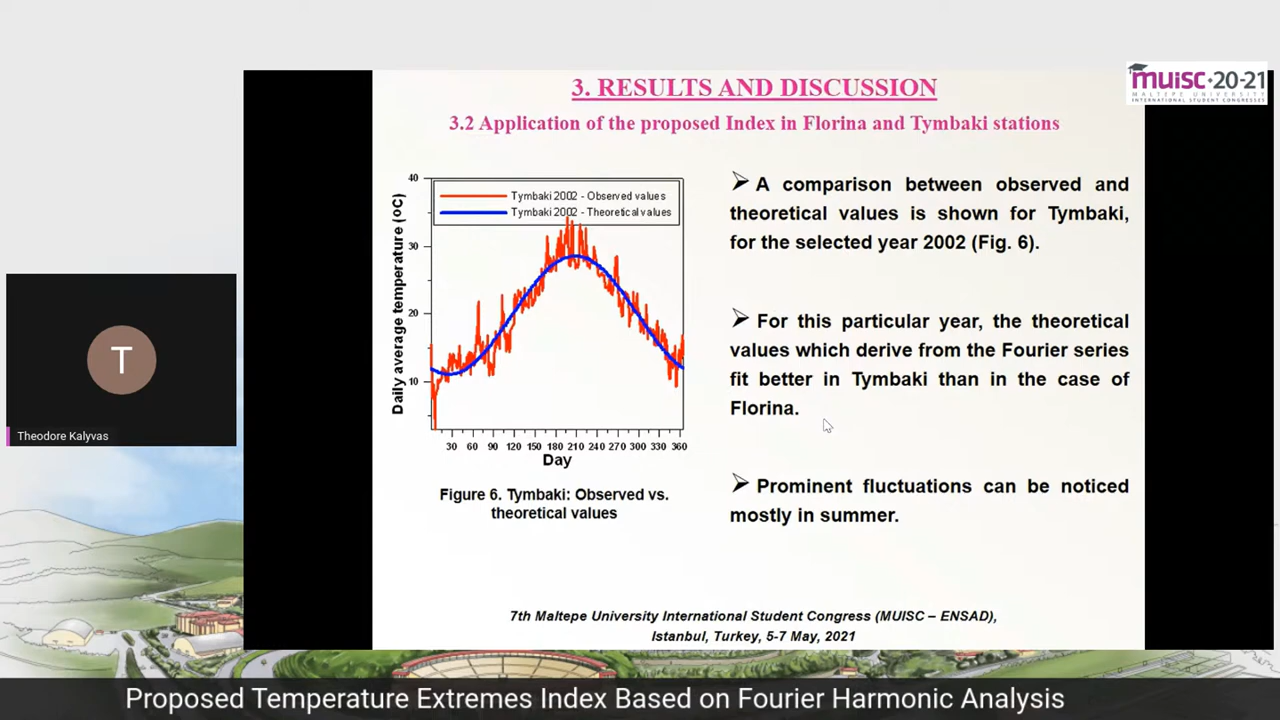 muisc•20-21
MALTEPE UNIVERSITY
INTERNATIONAL STUDENT CONGRESSES
3. RESULTS AND DISCUSSION
3.2 Application of the proposed Index in Florina and Tymbaki stations
Tymbaki 2002 - Observed values
Tymbaki 2002 - Theoretical values
Daily average temperature (oC)
40
30
20
10
30 60 90 120 150 180 210 240 270 300 330 360
Day
Figure 6. Tymbaki: Observed vs.
theoretical values
➢ A comparison between observed and
theoretical values is shown for Tymbaki,
for the selected year 2002 (Fig. 6).
➢ For this particular year, the theoretical
values which derive from the Fourier series
fit better in Tymbaki than in the case of
Florina.
➢ Prominent fluctuations can be noticed
mostly in summer.
7th Maltepe University International Student Congress (MUISC – ENSAD),
Istanbul, Turkey, 5-7 May, 2021
T
Theodore Kalyvas
Proposed Temperature Extremes Index Based on Fourier Harmonic Analysis